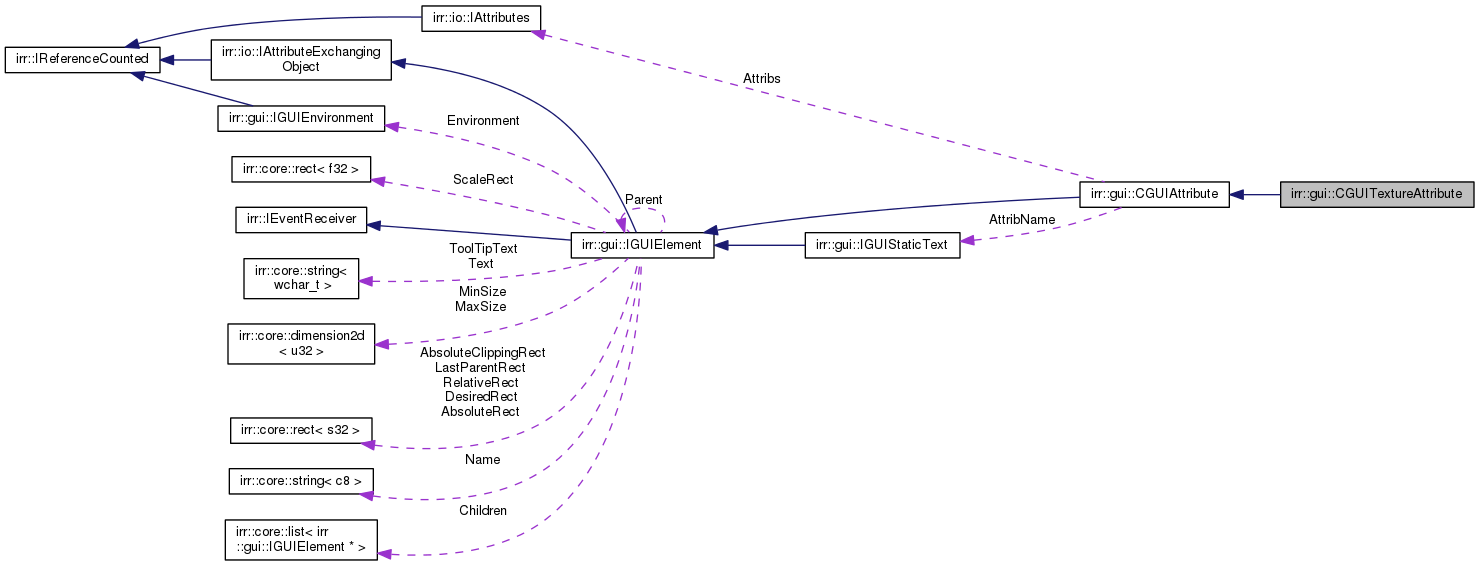 irr::io::IAttributes
irr::IReferenceCounted
irr::io::IAttributeExchanging
Object
Attribs
irr::gui::IGUIEnvironment
Environment
irr::core::rect< f32 >
ScaleRect
Parent
irr::gui::CGUIAttribute
irr::gui::CGUITextureAttribute
irr::IEventReceiver
AttribName
irr::gui::IGUIElement
irr::gui::IGUIStaticText
ToolTipText
Text
irr::core::string<
wchar_t >
MinSize
MaxSize
irr::core::dimension2d
< u32 >
AbsoluteClippingRect
LastParentRect
RelativeRect
DesiredRect
AbsoluteRect
irr::core::rect< s32 >
Name
irr::core::string< c8 >
Children
irr::core::list< irr
::gui::IGUIElement * >